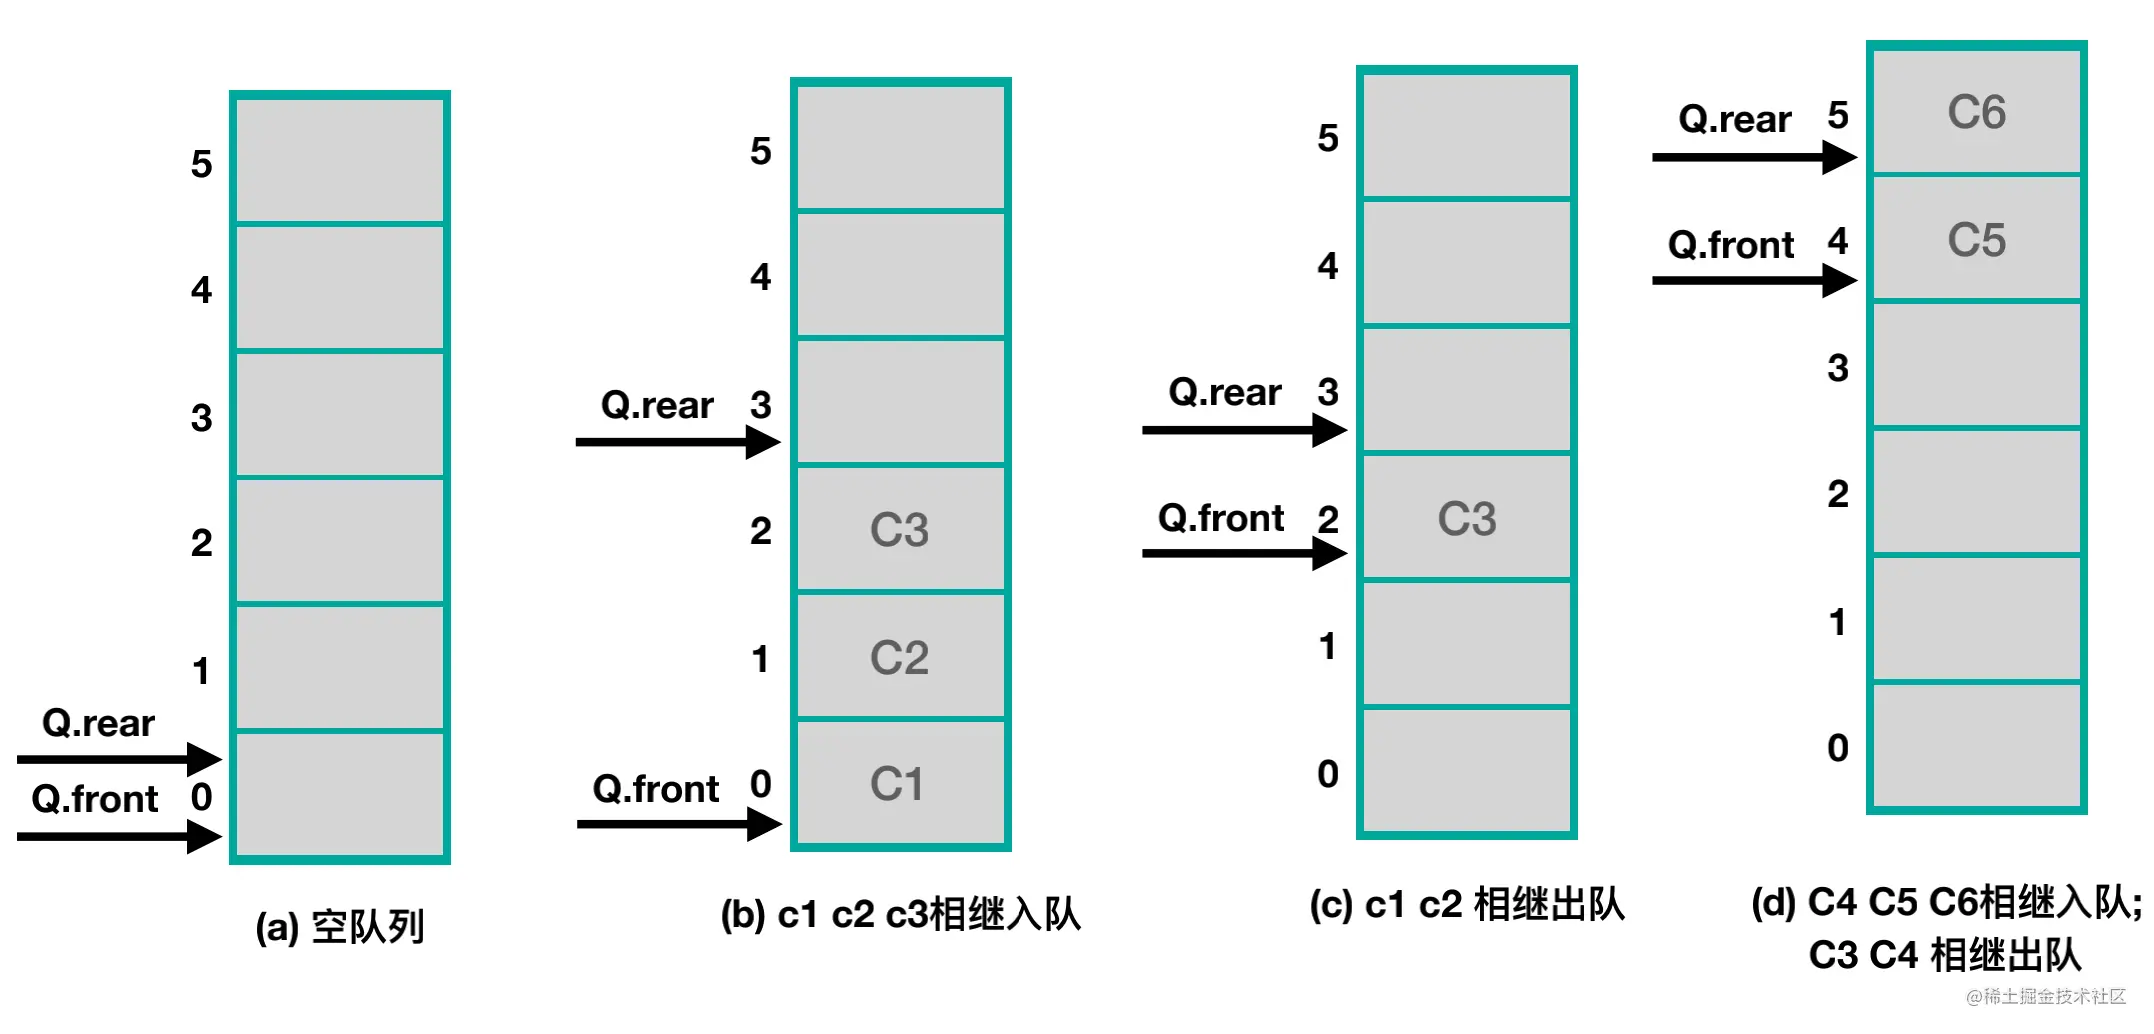 5
4
3
2
1
Q.rear
Q.front 0
(a) 空队列
5
4
Q.rear 3
2 C3
1 C2
Q.front 0 C1
(b) c1 c2 c3相继入队
5
4
Q.rear 3
Q.front 2 C3
1
0
(c) c1 c2 相继出队
Q.rear 5 C6
Q.front 4 C5
3
2
1
0
(d) C4 C5 C6相继入队;
C3 C4 相继出队
@稀土掘金技术社区